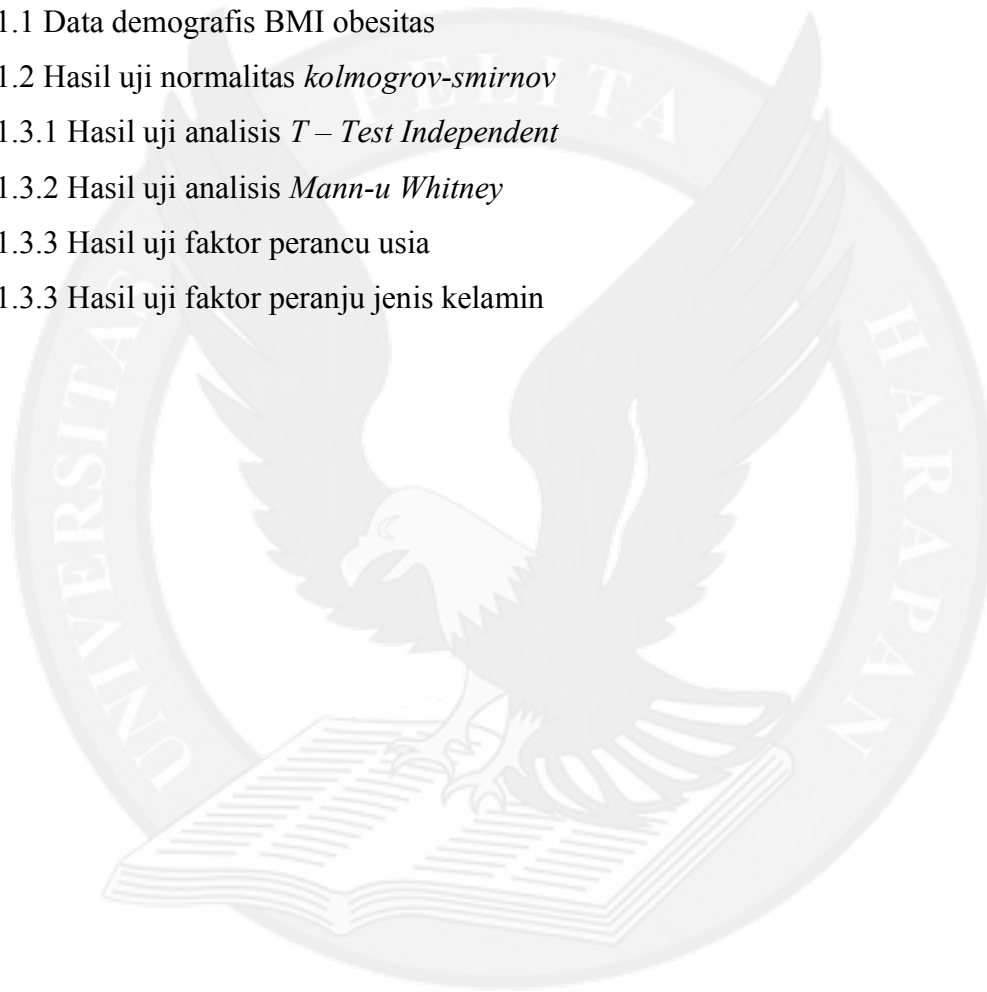 1.1 Data demografis BMI obesitas
1.2 Hasil uji normalitas kolmogrov-smirnov
1.3.1 Hasil uji analisis T – Test Independent
1.3.2 Hasil uji analisis Mann-u Whitney
1.3.3 Hasil uji faktor perancu usia
1.3.3 Hasil uji faktor peranju jenis kelamin
UNIVERSITAS PELITA HARAPAN